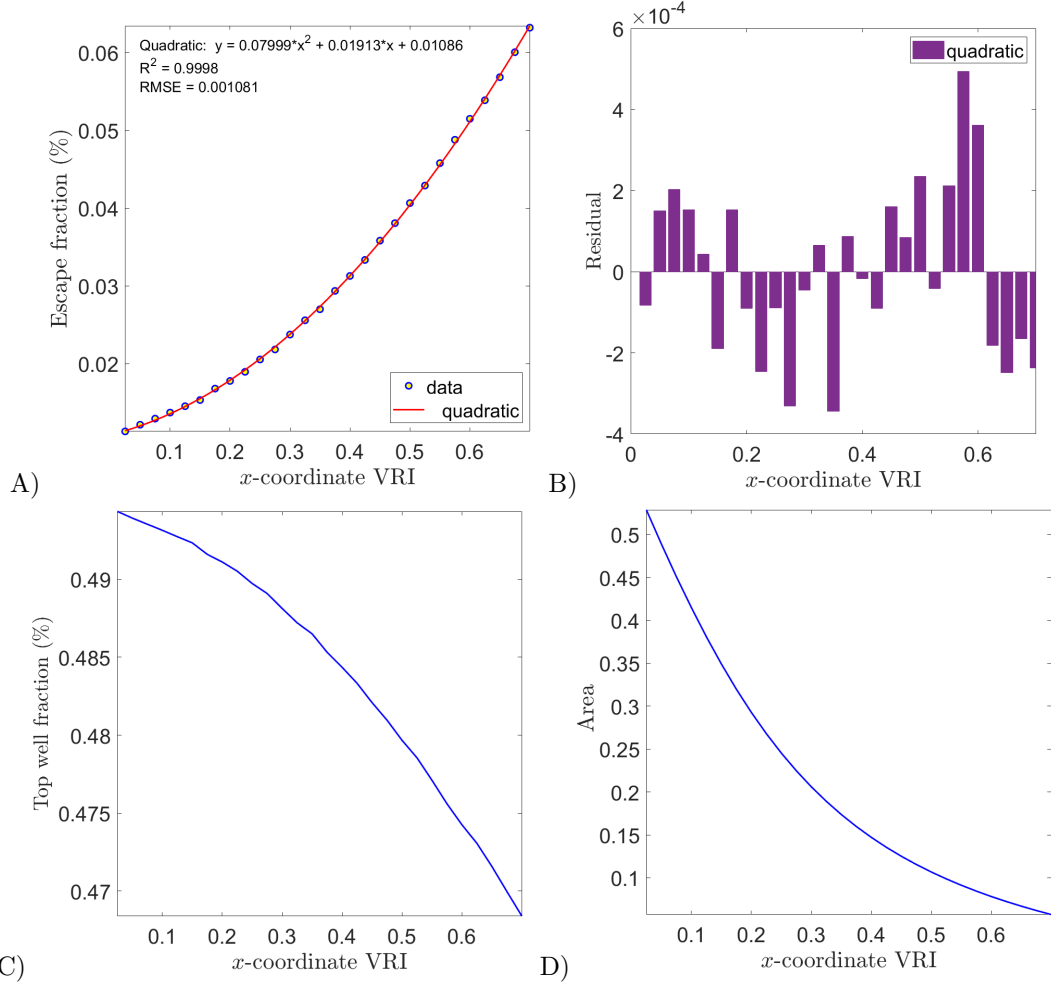 Quadratic: y = 0.07999*x² + 0.01913*x + 0.01086
R² = 0.9998
RMSE = 0.001081
0.06
0.05
0.04
0.03
0.02
Escape fraction (%)
data
quadratic
0.1 0.2 0.3 0.4 0.5 0.6
x-coordinate VRI
A)
×10⁻⁴
6
4
2
0
-2
-4
Residual
quadratic
0 0.2 0.4 0.6
x-coordinate VRI
B)
0.49
0.485
0.48
0.475
0.47
Top well fraction (%)
0.1 0.2 0.3 0.4 0.5 0.6
x-coordinate VRI
C)
0.5
0.45
0.4
0.35
0.3
0.25
0.2
0.15
0.1
Area
0.1 0.2 0.3 0.4 0.5 0.6
x-coordinate VRI
D)